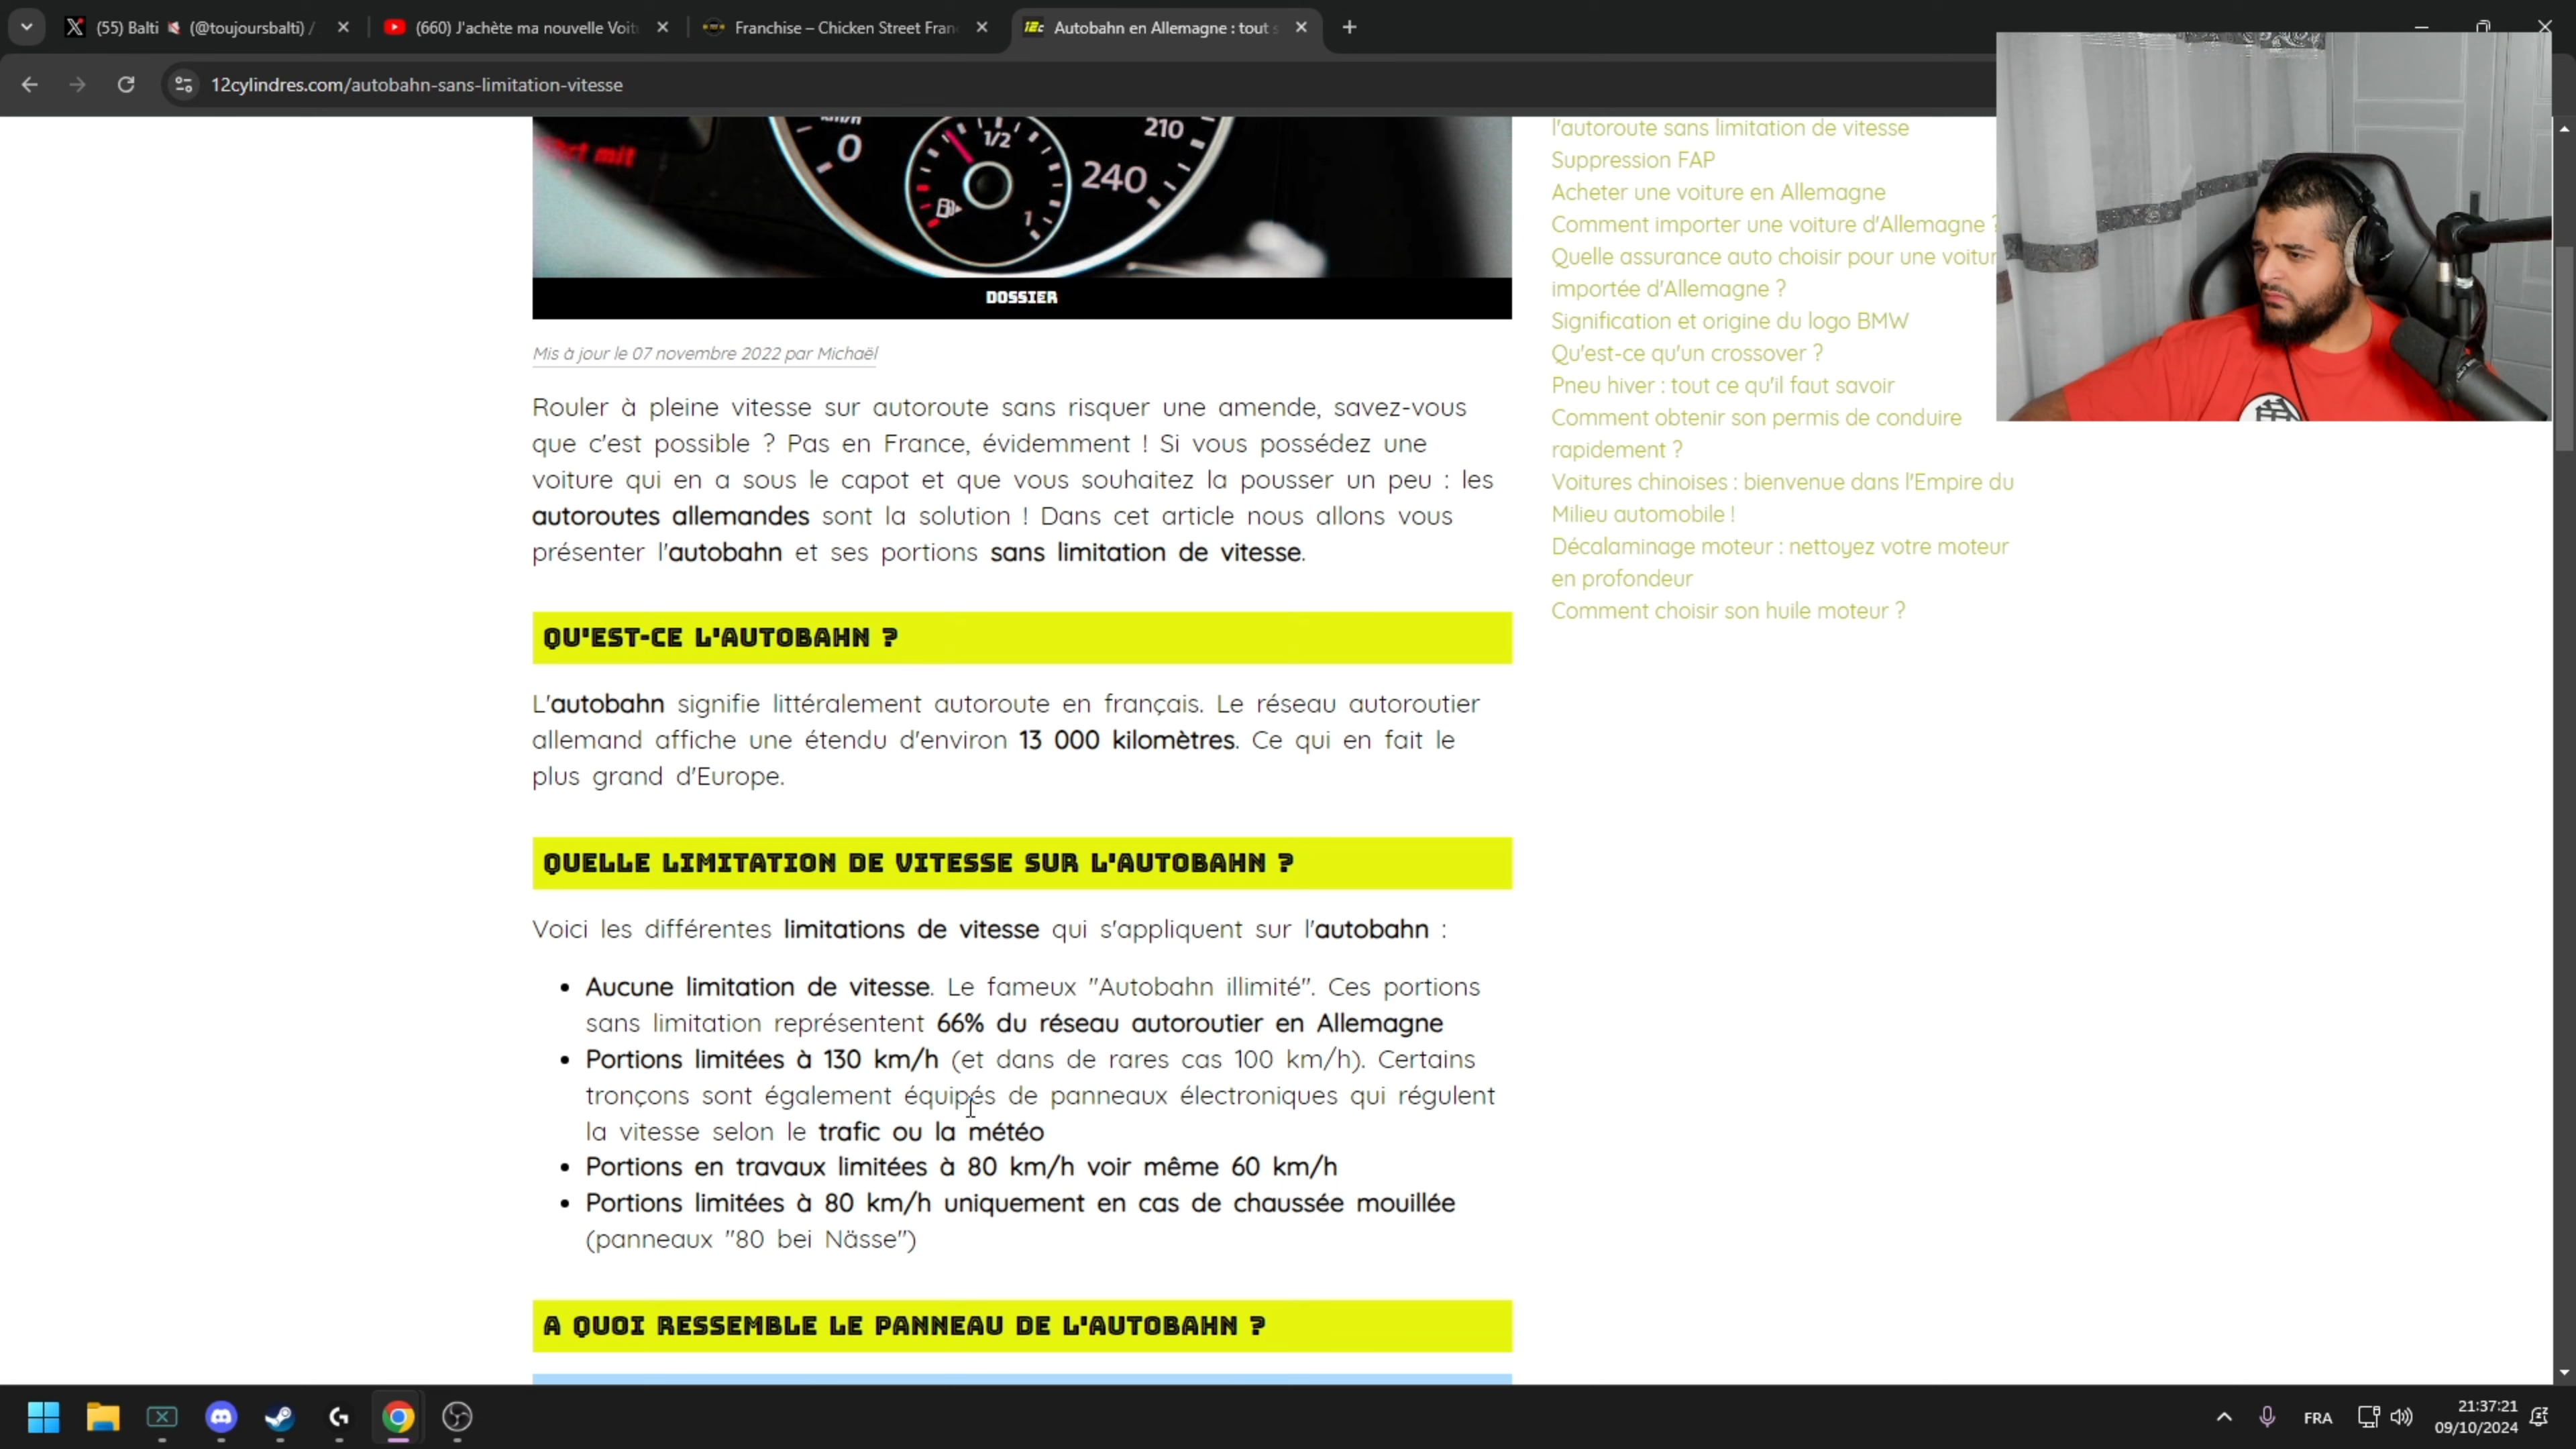 (55) Balti (@toujoursbalti) /
(660) J'achète ma nouvelle Voit
Franchise – Chicken Street Fran
Autobahn en Allemagne : tout s
12cylindres.com/autobahn-sans-limitation-vitesse
km/h
0
1/2
1
210
240
mit
DOSSIER
Mis à jour le 07 novembre 2022 par Michaël
Rouler à pleine vitesse sur autoroute sans risquer une amende, savez-vous
que c'est possible ? Pas en France, évidemment ! Si vous possédez une
voiture qui en a sous le capot et que vous souhaitez la pousser un peu : les
autoroutes allemandes sont la solution ! Dans cet article nous allons vous
présenter l'autobahn et ses portions sans limitation de vitesse.
QU'EST-CE L'AUTOBAHN ?
L'autobahn signifie littéralement autoroute en français. Le réseau autoroutier
allemand affiche une étendu d'environ 13 000 kilomètres. Ce qui en fait le
plus grand d'Europe.
QUELLE LIMITATION DE VITESSE SUR L'AUTOBAHN ?
Voici les différentes limitations de vitesse qui s'appliquent sur l'autobahn :
• Aucune limitation de vitesse. Le fameux "Autobahn illimité". Ces portions
sans limitation représentent 66% du réseau autoroutier en Allemagne
• Portions limitées à 130 km/h (et dans de rares cas 100 km/h). Certains
tronçons sont également équipés de panneaux électroniques qui régulent
la vitesse selon le trafic ou la météo
• Portions en travaux limitées à 80 km/h voir même 60 km/h
• Portions limitées à 80 km/h uniquement en cas de chaussée mouillée
(panneaux "80 bei Nässe")
A QUOI RESSEMBLE LE PANNEAU DE L'AUTOBAHN ?
l'autoroute sans limitation de vitesse
Suppression FAP
Acheter une voiture en Allemagne
Comment importer une voiture d'Allemagne ?
Quelle assurance auto choisir pour une voitur
importée d'Allemagne ?
Signification et origine du logo BMW
Qu'est-ce qu'un crossover ?
Pneu hiver : tout ce qu'il faut savoir
Comment obtenir son permis de conduire
rapidement ?
Voitures chinoises : bienvenue dans l'Empire du
Milieu automobile !
Décalaminage moteur : nettoyez votre moteur
en profondeur
Comment choisir son huile moteur ?
FRA
21:37:21
09/10/2024